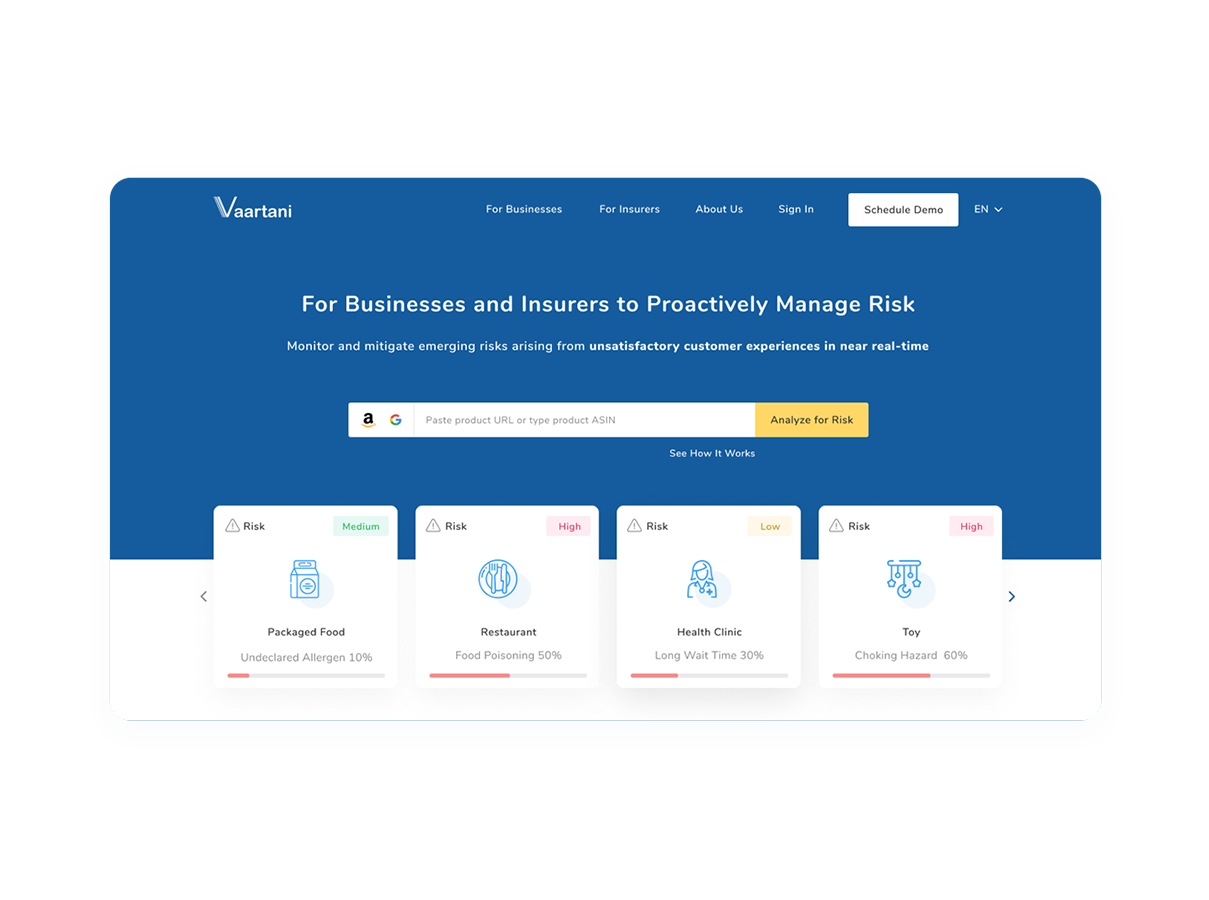 Vaartani
For Businesses For Insurers About Us Sign In Schedule Demo EN
For Businesses and Insurers to Proactively Manage Risk
Monitor and mitigate emerging risks arising from unsatisfactory customer experiences in near real-time
a G Paste product URL or type product ASIN Analyze for Risk
See How It Works
Risk Medium
Packaged Food
Undeclared Allergen 10%
Risk High
Restaurant
Food Poisoning 50%
Risk Low
Health Clinic
Long Wait Time 30%
Risk High
Toy
Choking Hazard 60%